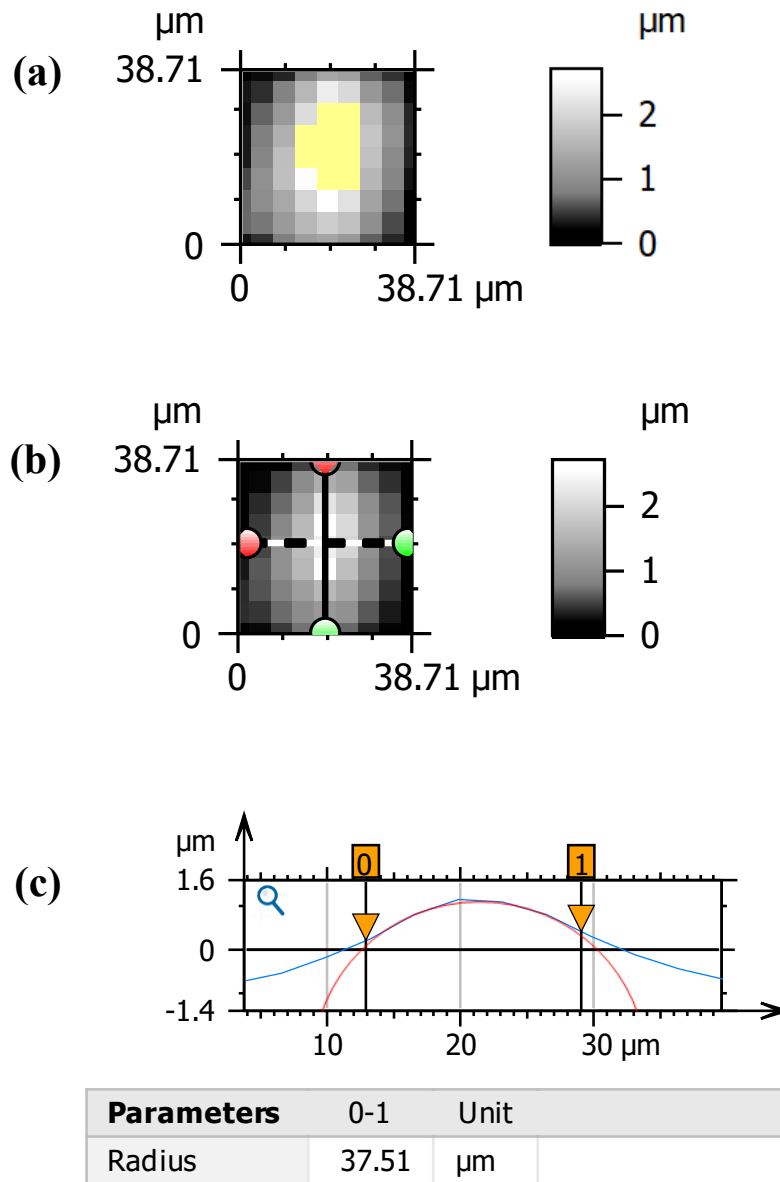 µm µm
(a) 38.71
2
1
0 0
0 38.71 µm
µm µm
(b) 38.71
2
1
0 0
0 38.71 µm
(c) µm
0 1
1.6
0
-1.4
10 20 30 µm
Parameters 0-1 Unit
Radius 37.51 µm